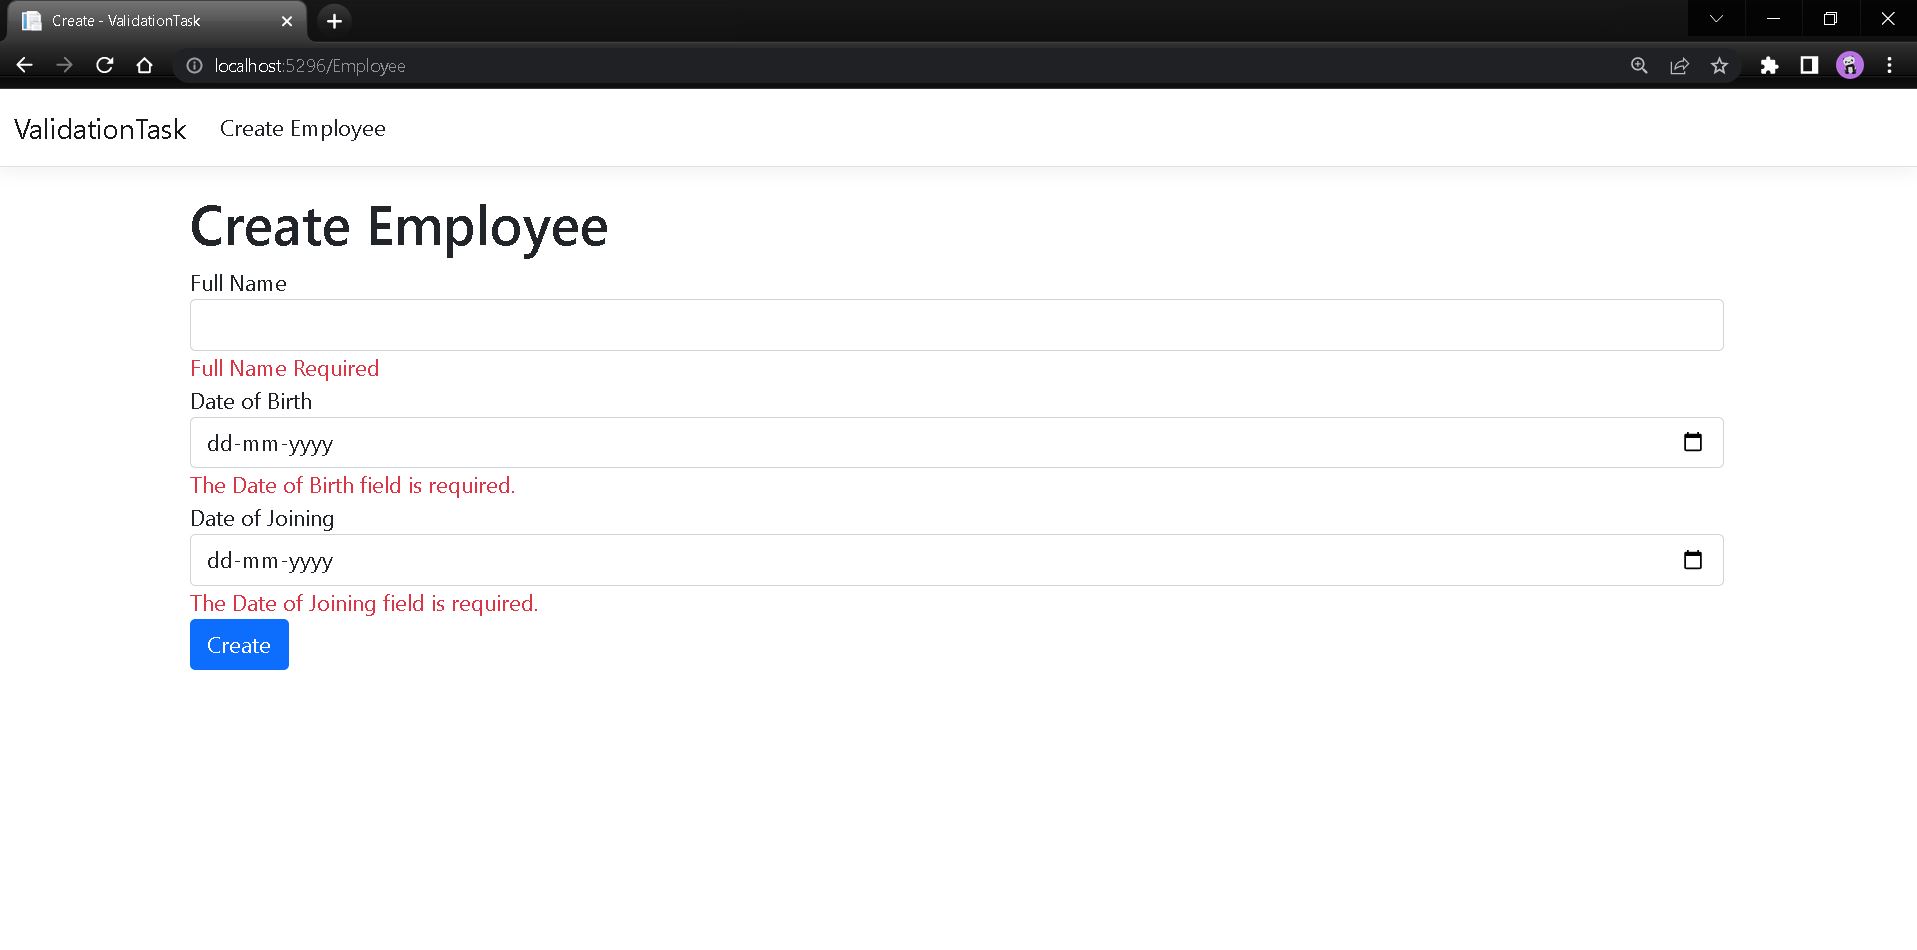 Create - ValidationTask
localhost:5296/Employee
ValidationTask Create Employee
Create Employee
Full Name
Full Name Required
Date of Birth
dd-mm-yyyy
The Date of Birth field is required.
Date of Joining
dd-mm-yyyy
The Date of Joining field is required.
Create